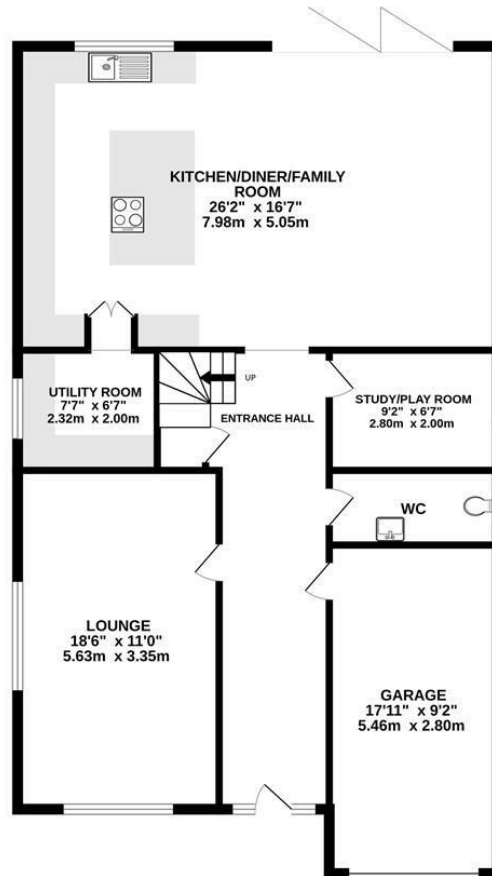 KITCHEN/DINER/FAMILY
ROOM
26'2" x 16'7"
7.98m x 5.05m
UTILITY ROOM
7'7" x 6'7"
2.32m x 2.00m
UP
ENTRANCE HALL
STUDY/PLAY ROOM
9'2" x 6'7"
2.80m x 2.00m
WC
LOUNGE
18'6" x 11'0"
5.63m x 3.35m
GARAGE
17'11" x 9'2"
5.46m x 2.80m